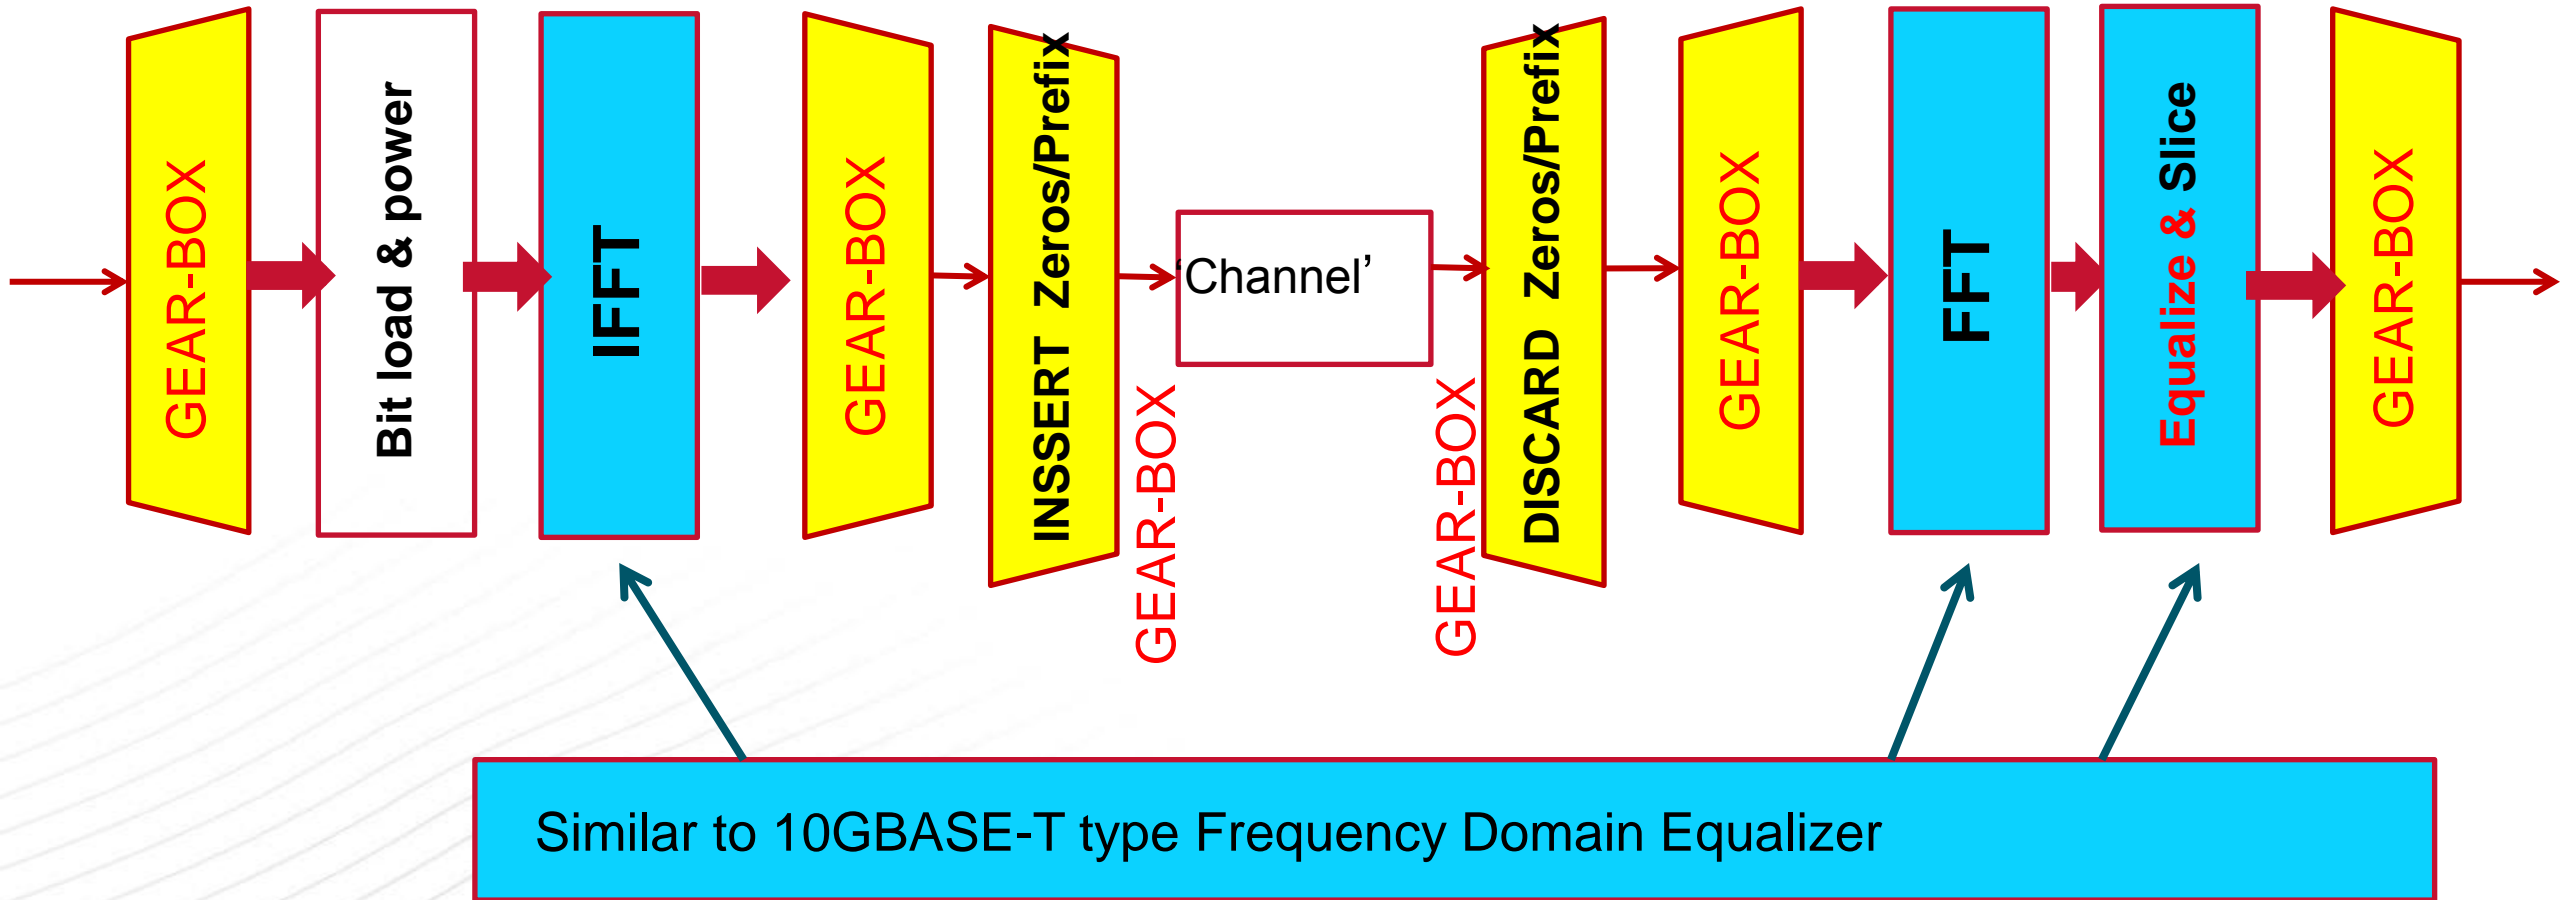 GEAR-BOX
Bit load & power
IFFT
GEAR-BOX
INSSERT Zeros/Prefix
GEAR-BOX
‘Channel’
GEAR-BOX
DISCARD Zeros/Prefix
GEAR-BOX
FFT
Equalize & Slice
GEAR-BOX
Similar to 10GBASE-T type Frequency Domain Equalizer